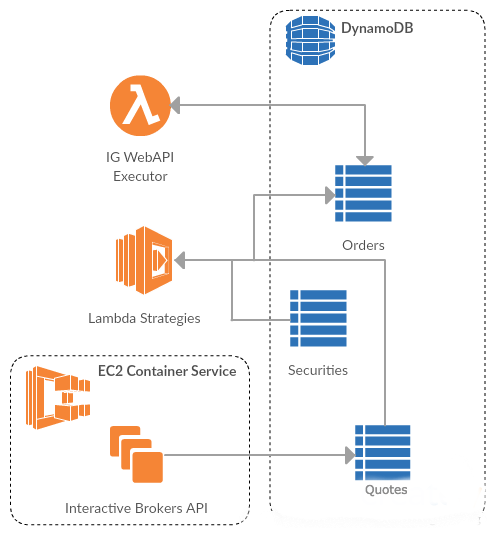 DynamoDB
IG WebAPI
Executor
Orders
Lambda Strategies
Securities
EC2 Container Service
Quotes
Interactive Brokers API